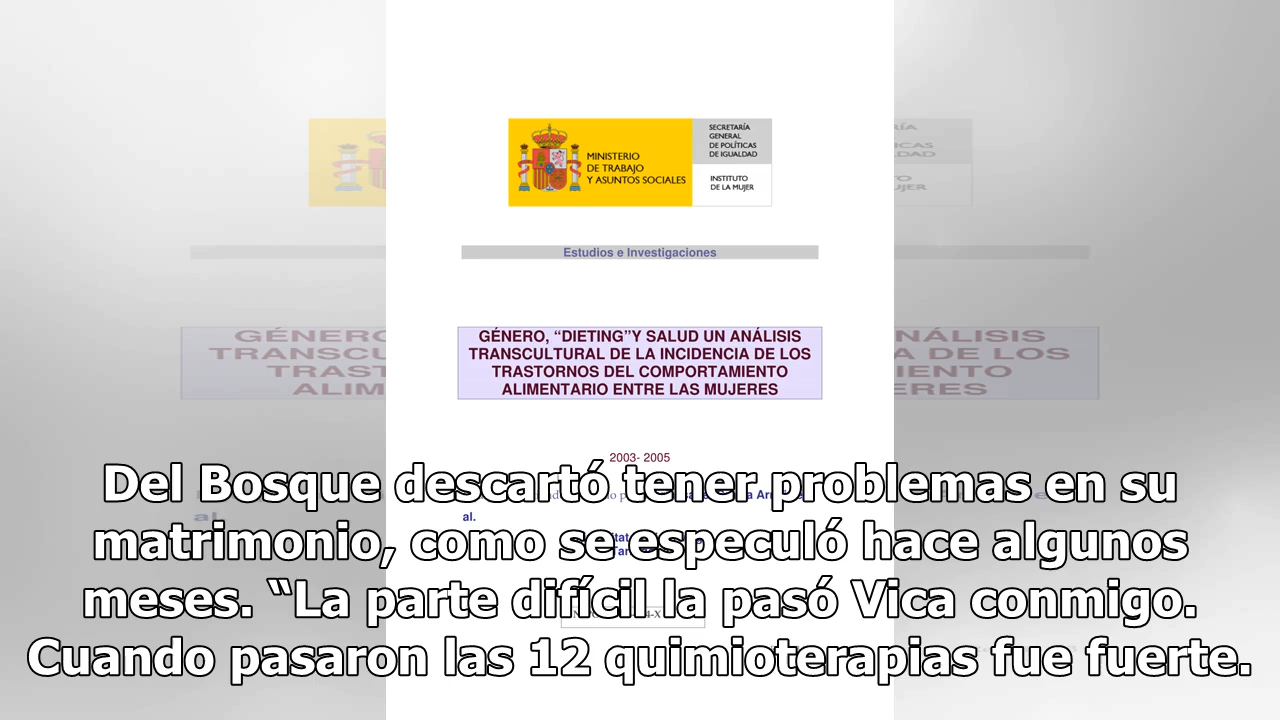 MINISTERIO
DE TRABAJO
Y ASUNTOS SOCIALES
SECRETARÍA
GENERAL
DE POLÍTICAS
DE IGUALDAD
INSTITUTO
DE LA MUJER
Estudios e Investigaciones
GÉNERO, “DIETING”Y SALUD UN ANÁLISIS
TRANSCULTURAL DE LA INCIDENCIA DE LOS
TRASTORNOS DEL COMPORTAMIENTO
ALIMENTARIO ENTRE LAS MUJERES
2003- 2005
al.
Del Bosque descartó tener problemas en su
matrimonio, como se especuló hace algunos
meses. “La parte difícil la pasó Vica conmigo.
Cuando pasaron las 12 quimioterapias fue fuerte.